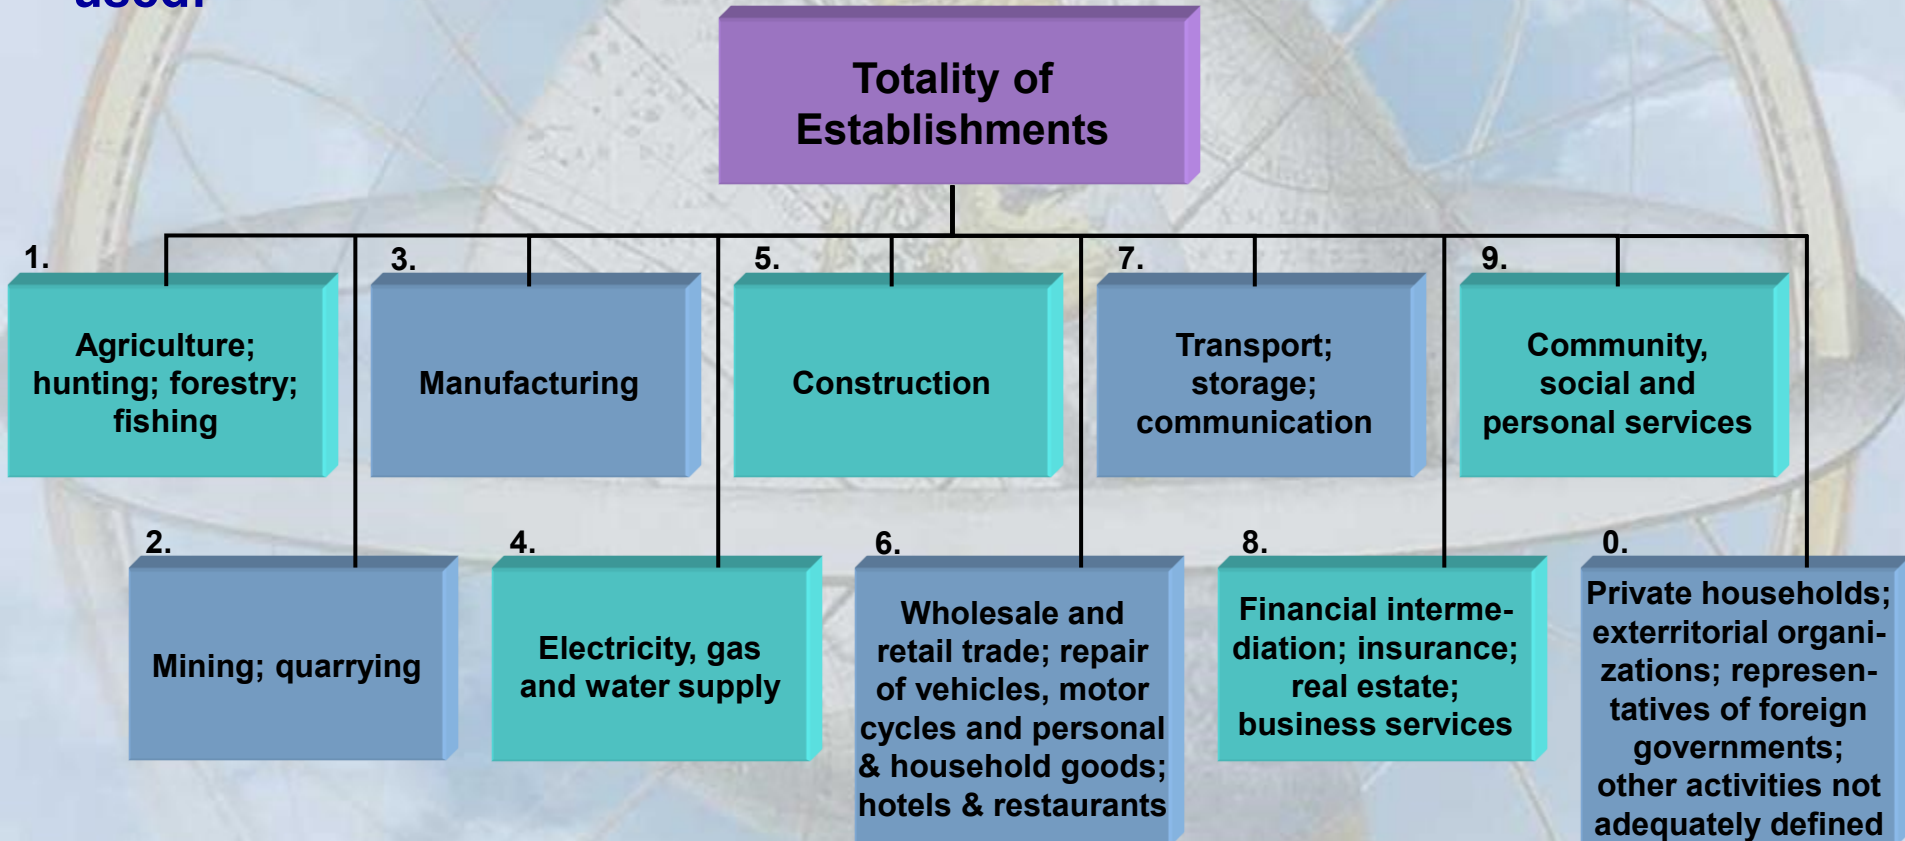 used:
Totality of
Establishments
1.
Agriculture;
hunting; forestry;
fishing
2.
Mining; quarrying
3.
Manufacturing
4.
Electricity, gas
and water supply
5.
Construction
6.
Wholesale and
retail trade; repair
of vehicles, motor
cycles and personal
& household goods;
hotels & restaurants
7.
Transport;
storage;
communication
8.
Financial interme-
diation; insurance;
real estate;
business services
9.
Community,
social and
personal services
0.
Private households;
exterritorial organi-
zations; represen-
tatives of foreign
governments;
other activities not
adequately defined